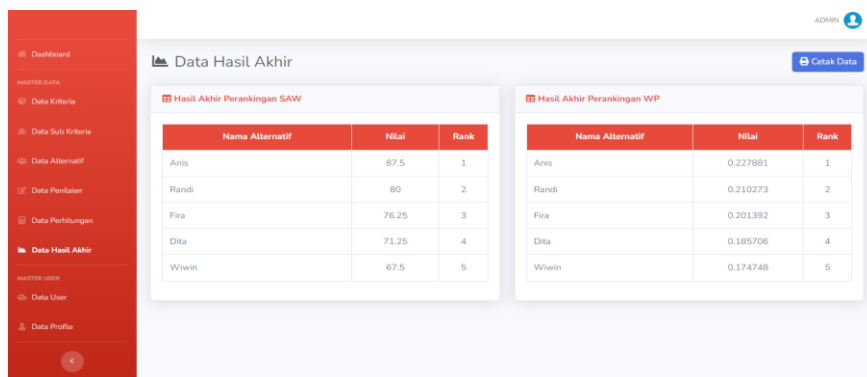 ADMIN
Dashboard
MASTER DATA
Data Kriteria
Data Sub Kriteria
Data Alternatif
Data Penilaian
Data Perhitungan
Data Hasil Akhir
MASTER USER
Data User
Data Profile
Data Hasil Akhir
Cetak Data
Hasil Akhir Perankingan SAW
Nama Alternatif Nilai Rank
Anis 87.5 1
Randi 80 2
Fira 76.25 3
Dita 71.25 4
Wiwin 67.5 5
Hasil Akhir Perankingan WP
Nama Alternatif Nilai Rank
Anis 0.227881 1
Randi 0.210273 2
Fira 0.201392 3
Dita 0.185706 4
Wiwin 0.174748 5